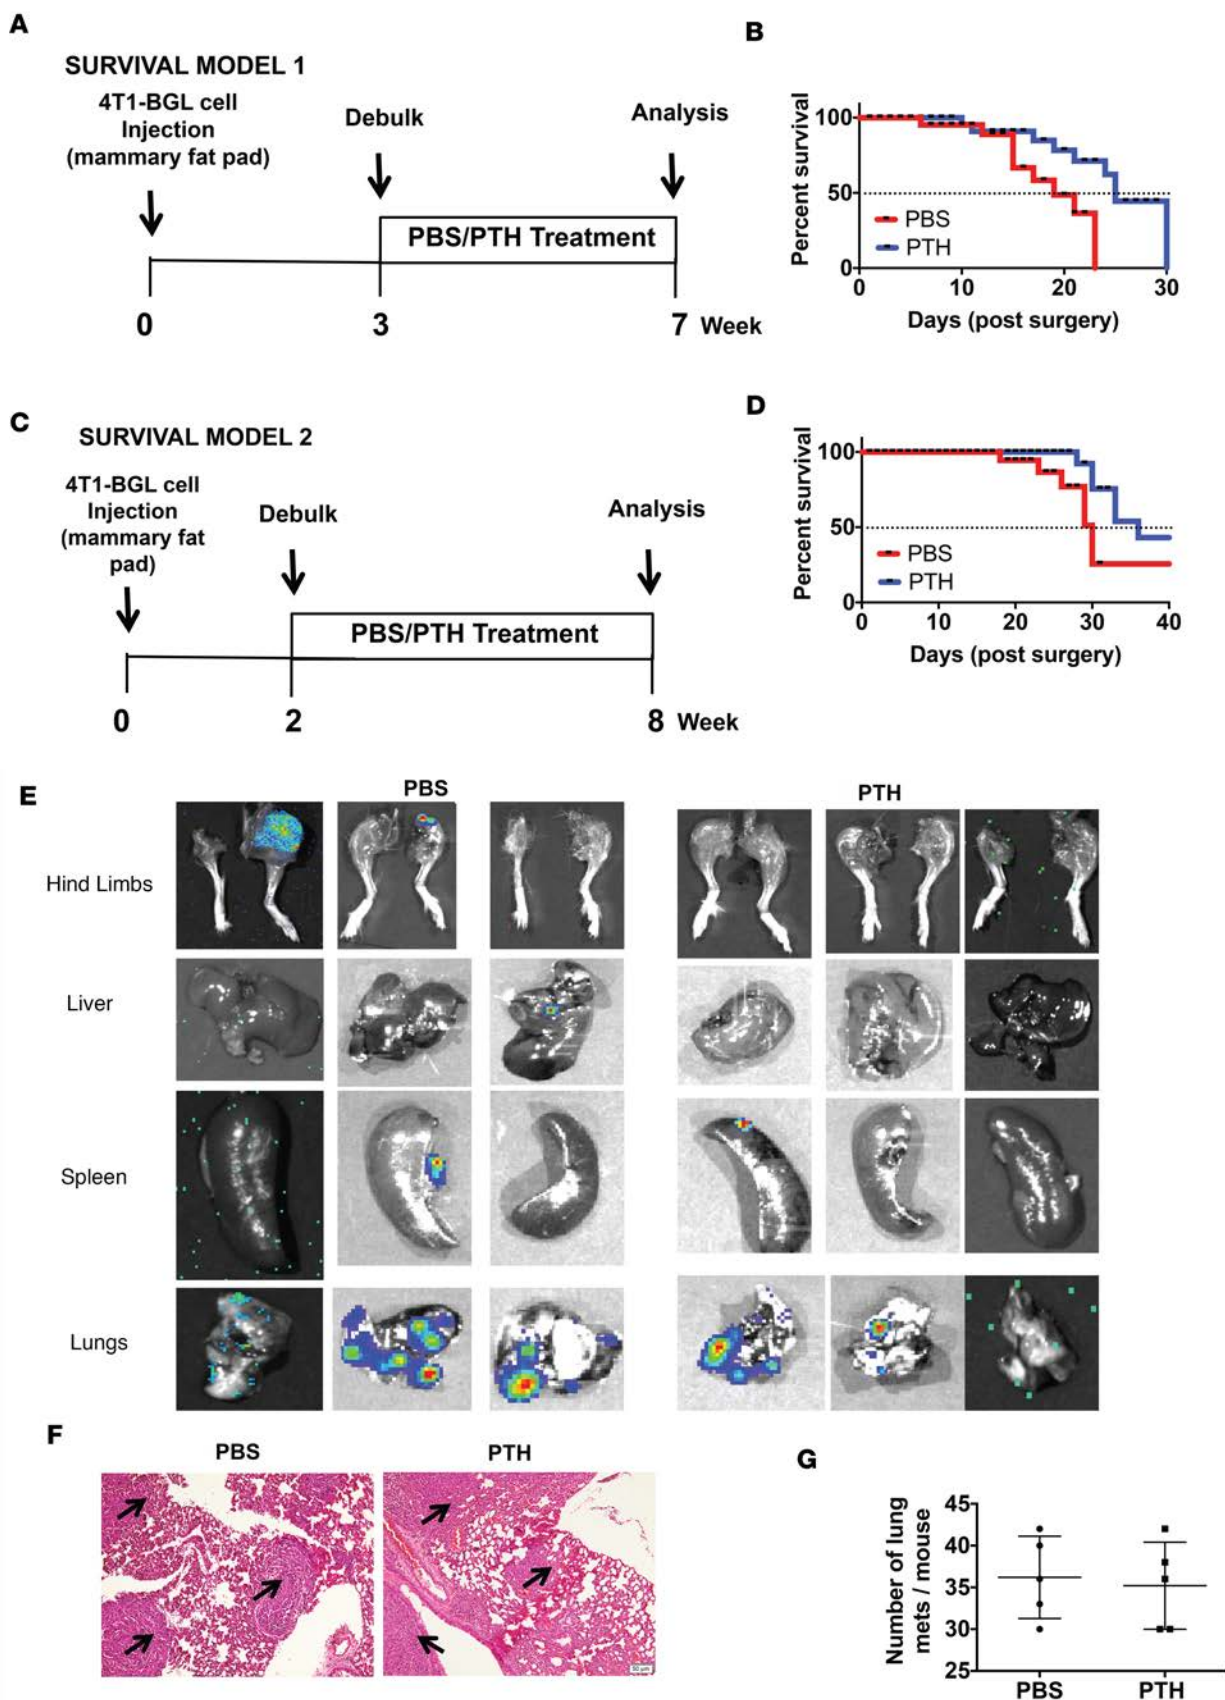 A
SURVIVAL MODEL 1
4T1-BGL cell
Injection
(mammary fat pad)
Debulk
Analysis
PBS/PTH Treatment
0
3
7 Week
B
Percent survival
100
50
0
PBS
PTH
0 10 20 30
Days (post surgery)
C
SURVIVAL MODEL 2
4T1-BGL cell
Injection
(mammary fat
pad)
Debulk
Analysis
PBS/PTH Treatment
0
2
8 Week
D
Percent survival
100
50
0
PBS
PTH
0 10 20 30 40
Days (post surgery)
E
PBS
PTH
Hind Limbs
Liver
Spleen
Lungs
F
PBS
PTH
50 µm
G
Number of lung
mets / mouse
45
40
35
30
25
PBS
PTH